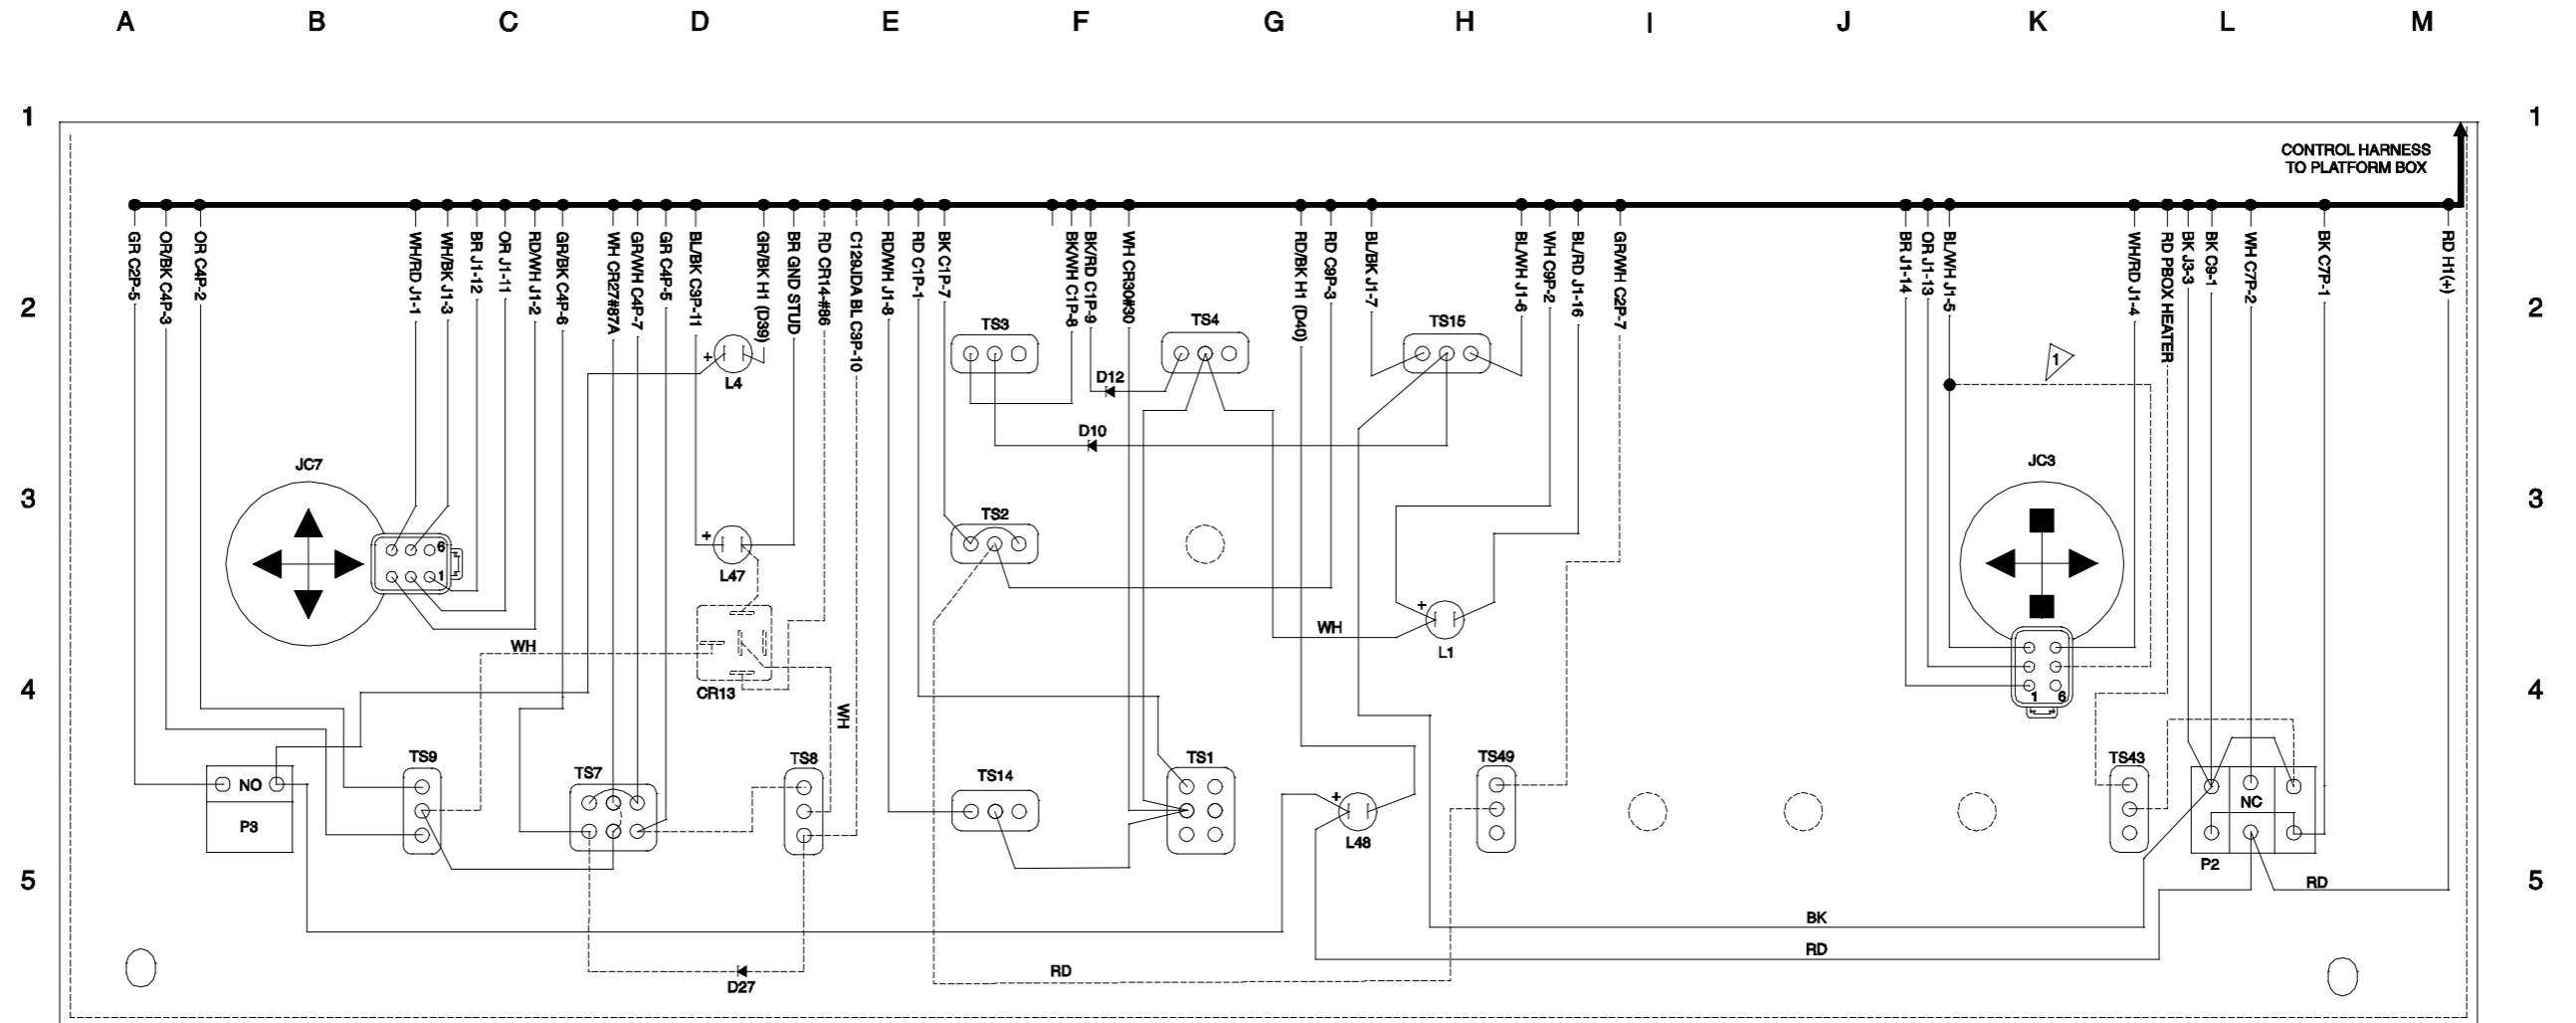 A B C D E F G H I J K L M
1 1
CONTROL HARNESS
TO PLATFORM BOX
GR C2P-5
OR/BK C4P-3
OR C4P-2
WH/RD J1-1
WH/BK J1-3
BR J1-12
OR J1-11
RD/WH J1-2
GR/BK C4P-6
WH CR27#87A
GR/WH C4P-7
GR C4P-5
BL/BK C3P-11
GR/BK H1 (D39)
BR GND STUD
RD CR14-#86
C129JDA BL C3P-10
RD/WH J1-8
RD C1P-1
BK C1P-7
BK/WH C1P-8
BK/RD C1P-9
WH CR30#30
RD/BK H1 (D40)
RD C9P-3
BL/BK J1-7
BL/WH J1-6
WH C9P-2
BL/RD J1-16
GR/WH C2P-7
BR J1-14
OR J1-13
BL/WH J1-5
WH/RD J1-4
RD PBOX HEATER
BK J3-3
BK C9-1
WH C7P-2
BK C7P-1
RD H1(+)
2 2
TS3 TS4 TS15
+ L4
1
D12
D10
JC7 JC3
3 3
TS2
6
1
+ L47
WH
+ WH L1
4 4
CR13
WH
1 6
TS9 TS7 TS8 TS14 TS1 TS49 TS43
NO
P3
+ L48
NC
P2
5 5
RD
BK
RD
RD
D27